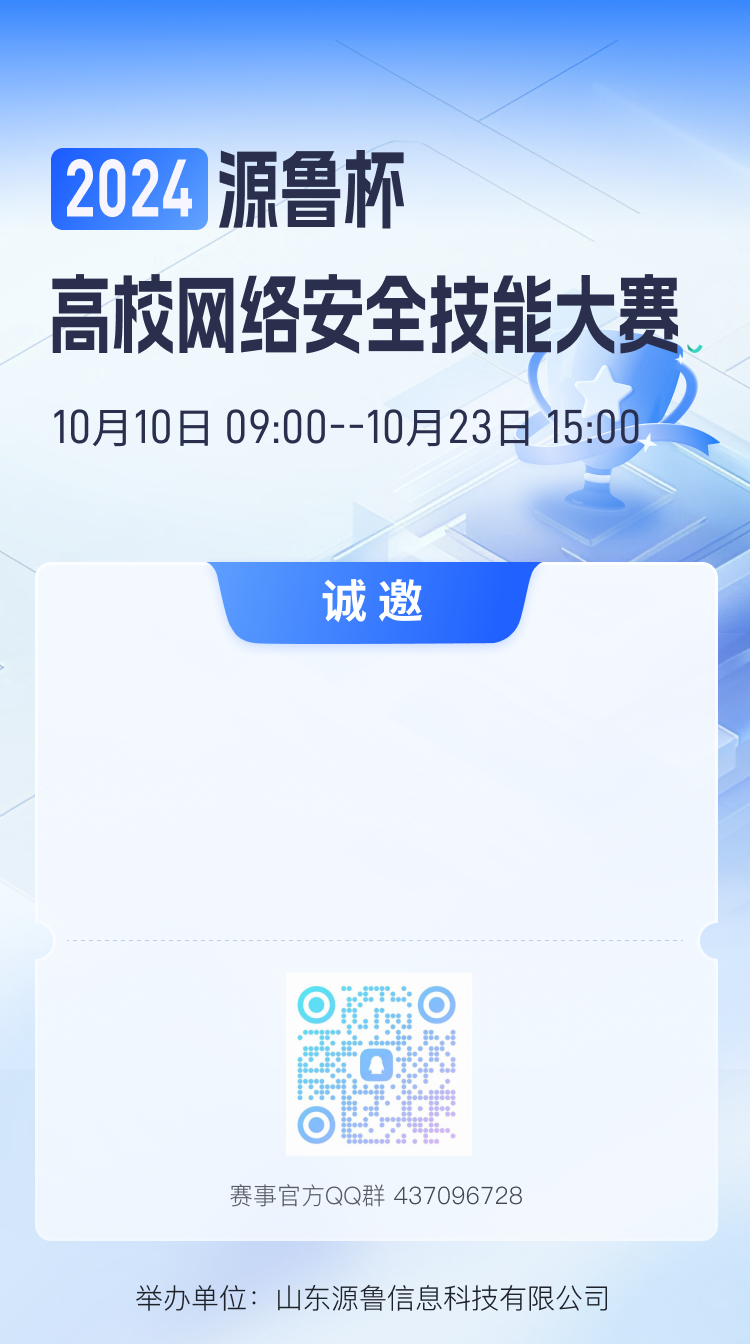 2024 源鲁杯
高校网络安全技能大赛
10月10日 09:00--10月23日 15:00
诚邀
赛事官方QQ群 437096728
举办单位：山东源鲁信息科技有限公司